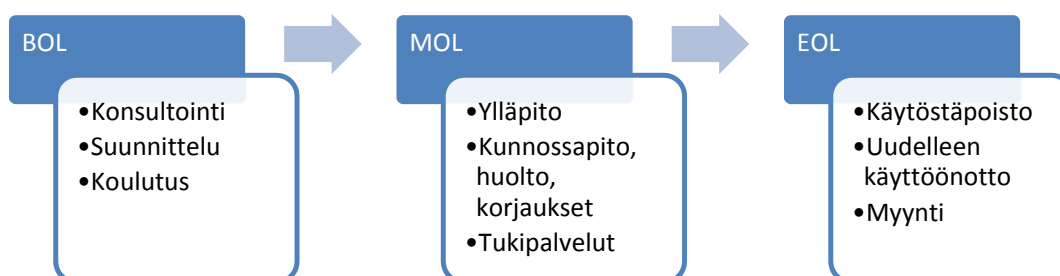 BOL
•Konsultointi
•Suunnittelu
•Koulutus
MOL
•Ylläpito
•Kunnossapito,
huolto,
korjaukset
•Tukipalvelut
EOL
•Käytöstäpoisto
•Uudelleen
käyttöönotto
•Myynti